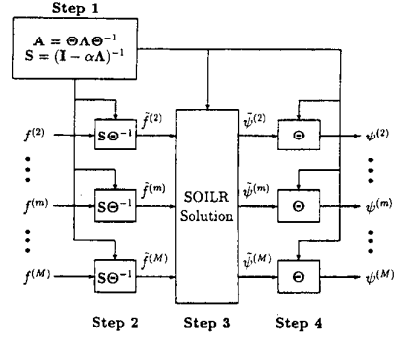 Step 1
A = ΘΛΘ⁻¹
S = (I − αΛ)⁻¹
f⁽²⁾ SΘ⁻¹ f̃⁽²⁾ ψ̃⁽²⁾ Θ ψ⁽²⁾
f⁽ᵐ⁾ SΘ⁻¹ f̃⁽ᵐ⁾ SOILR Solution ψ̃⁽ᵐ⁾ Θ ψ⁽ᵐ⁾
f⁽ᴹ⁾ SΘ⁻¹ f̃⁽ᴹ⁾ ψ̃⁽ᴹ⁾ Θ ψ⁽ᴹ⁾
Step 2 Step 3 Step 4